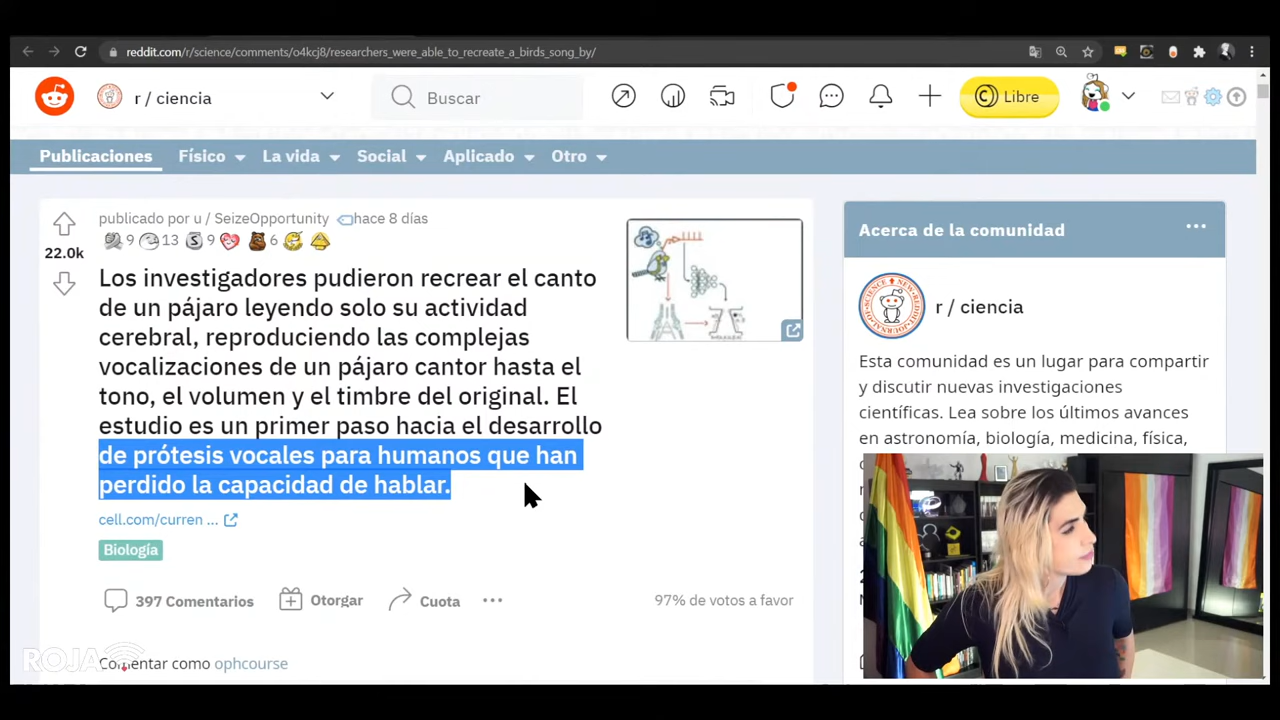 reddit.com/r/science/comments/o4kcj8/researchers_were_able_to_recreate_a_birds_song_by/
r / ciencia
Buscar
Libre
Publicaciones
Físico
La vida
Social
Aplicado
Otro
publicado por u / SeizeOpportunity
hace 8 días
9
13
9
6
22.0k
Los investigadores pudieron recrear el canto
de un pájaro leyendo solo su actividad
cerebral, reproduciendo las complejas
vocalizaciones de un pájaro cantor hasta el
tono, el volumen y el timbre del original. El
estudio es un primer paso hacia el desarrollo
de prótesis vocales para humanos que han
perdido la capacidad de hablar.
cell.com/curren ...
Biología
397 Comentarios
Otorgar
Cuota
97% de votos a favor
Comentar como ophcourse
Acerca de la comunidad
r / ciencia
Esta comunidad es un lugar para compartir
y discutir nuevas investigaciones
científicas. Lea sobre los últimos avances
en astronomía, biología, medicina, física,
ROJA